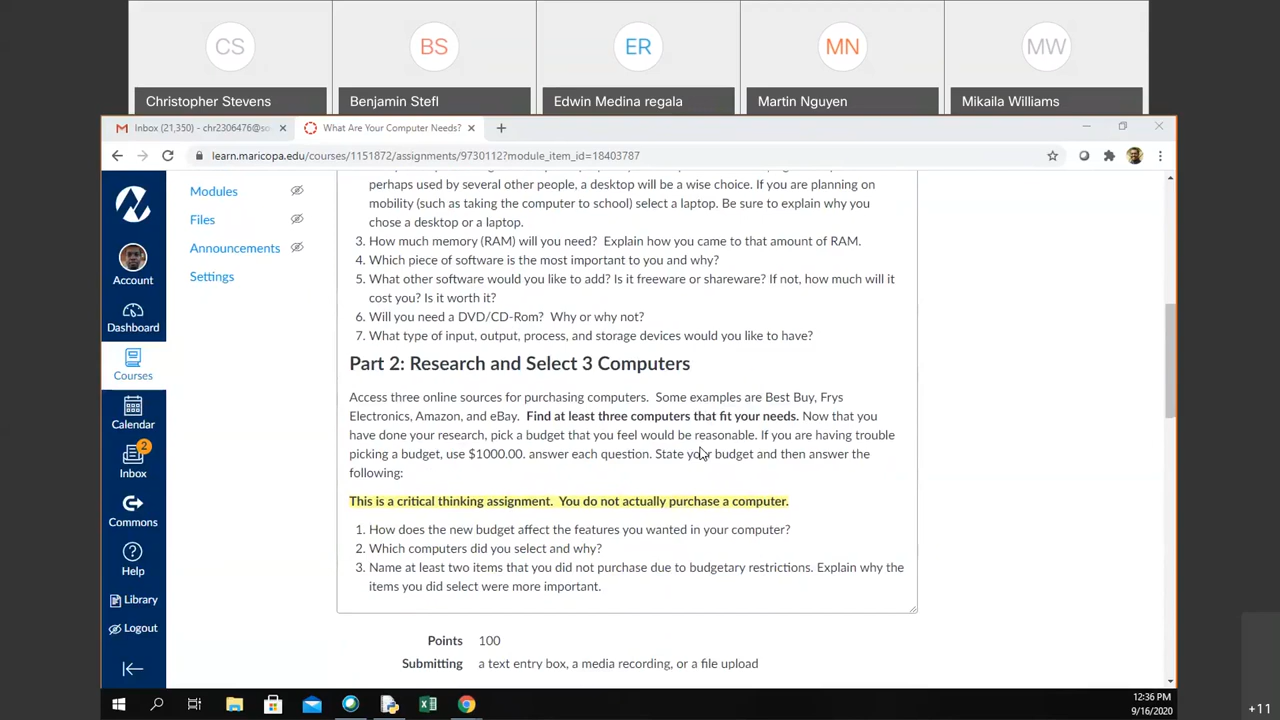 CS
BS
ER
MN
MW
Christopher Stevens
Benjamin Stefl
Edwin Medina regala
Martin Nguyen
Mikaila Williams
Inbox (21,350) - chr2306476@so
What Are Your Computer Needs?
learn.maricopa.edu/courses/1151872/assignments/9730112?module_item_id=18403787
Account
Dashboard
Courses
Calendar
2
Inbox
Commons
Help
Library
Logout
Modules
Files
Announcements
Settings
perhaps used by several other people, a desktop will be a wise choice. If you are planning on
mobility (such as taking the computer to school) select a laptop. Be sure to explain why you
chose a desktop or a laptop.
3. How much memory (RAM) will you need? Explain how you came to that amount of RAM.
4. Which piece of software is the most important to you and why?
5. What other software would you like to add? Is it freeware or shareware? If not, how much will it
cost you? Is it worth it?
6. Will you need a DVD/CD-Rom? Why or why not?
7. What type of input, output, process, and storage devices would you like to have?
Part 2: Research and Select 3 Computers
Access three online sources for purchasing computers. Some examples are Best Buy, Frys
Electronics, Amazon, and eBay. Find at least three computers that fit your needs. Now that you
have done your research, pick a budget that you feel would be reasonable. If you are having trouble
picking a budget, use $1000.00. answer each question. State your budget and then answer the
following:
This is a critical thinking assignment. You do not actually purchase a computer.
1. How does the new budget affect the features you wanted in your computer?
2. Which computers did you select and why?
3. Name at least two items that you did not purchase due to budgetary restrictions. Explain why the
items you did select were more important.
Points 100
Submitting a text entry box, a media recording, or a file upload
12:36 PM
9/16/2020
+11